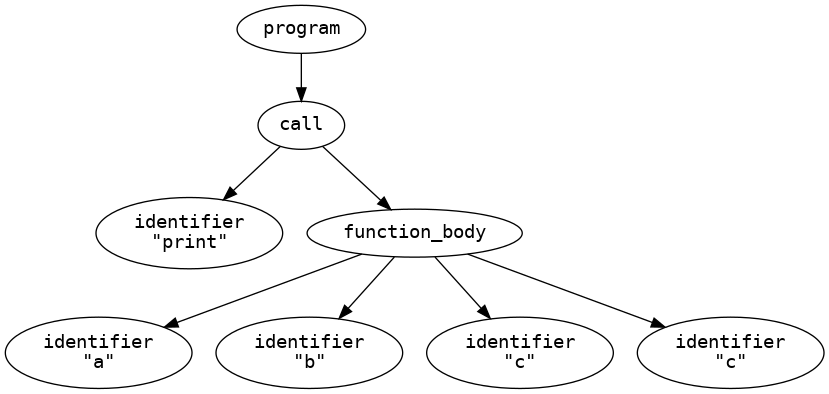 program
call
identifier
"print"
function_body
identifier
"a"
identifier
"b"
identifier
"c"
identifier
"c"